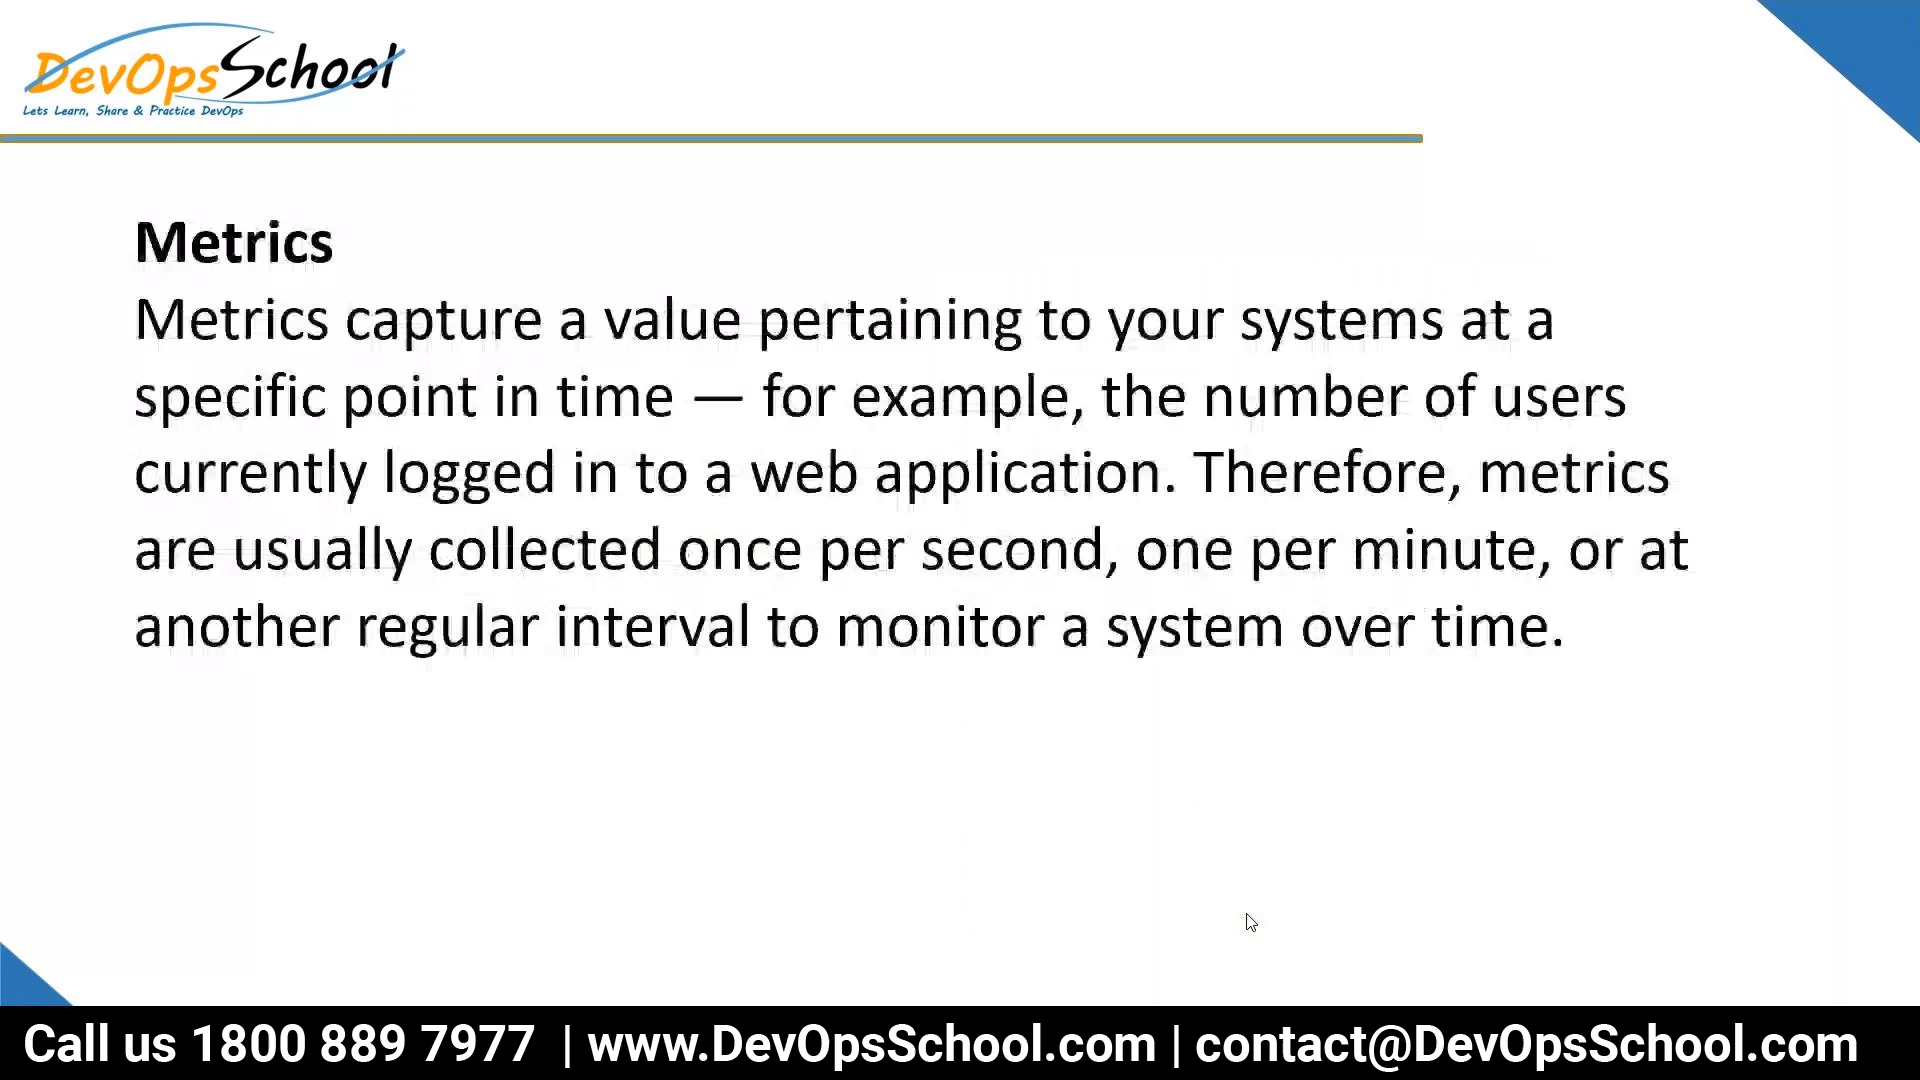 DevOpsSchool
Lets Learn, Share & Practice DevOps
Metrics
Metrics capture a value pertaining to your systems at a
specific point in time — for example, the number of users
currently logged in to a web application. Therefore, metrics
are usually collected once per second, one per minute, or at
another regular interval to monitor a system over time.
Call us 1800 889 7977 | www.DevOpsSchool.com | contact@DevOpsSchool.com